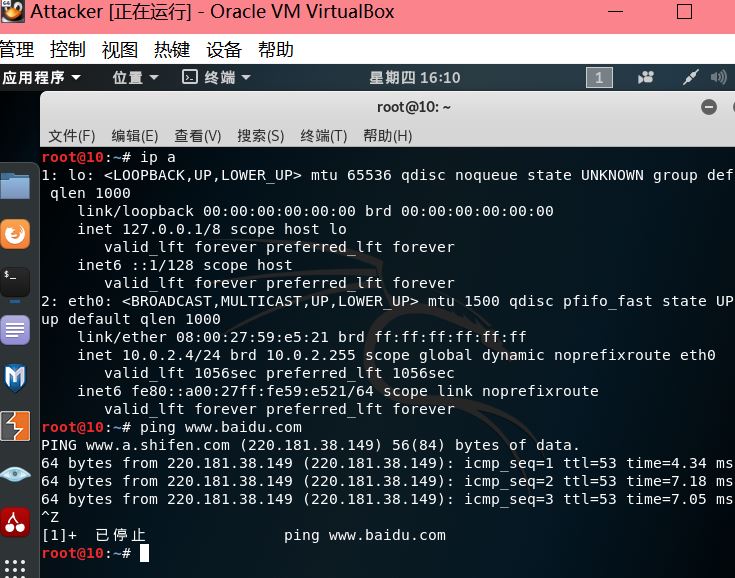 Attacker [正在运行] - Oracle VM VirtualBox
管理 控制 视图 热键 设备 帮助
应用程序 位置 终端 星期四 16:10 1
root@10: ~
文件(F) 编辑(E) 查看(V) 搜索(S) 终端(T) 帮助(H)
root@10:~# ip a
1: lo: <LOOPBACK,UP,LOWER_UP> mtu 65536 qdisc noqueue state UNKNOWN group def
qlen 1000
link/loopback 00:00:00:00:00:00 brd 00:00:00:00:00:00
inet 127.0.0.1/8 scope host lo
valid_lft forever preferred_lft forever
inet6 ::1/128 scope host
valid_lft forever preferred_lft forever
2: eth0: <BROADCAST,MULTICAST,UP,LOWER_UP> mtu 1500 qdisc pfifo_fast state UP
up default qlen 1000
link/ether 08:00:27:59:e5:21 brd ff:ff:ff:ff:ff:ff
inet 10.0.2.4/24 brd 10.0.2.255 scope global dynamic noprefixroute eth0
valid_lft 1056sec preferred_lft 1056sec
inet6 fe80::a00:27ff:fe59:e521/64 scope link noprefixroute
valid_lft forever preferred_lft forever
root@10:~# ping www.baidu.com
PING www.a.shifen.com (220.181.38.149) 56(84) bytes of data.
64 bytes from 220.181.38.149 (220.181.38.149): icmp_seq=1 ttl=53 time=4.34 ms
64 bytes from 220.181.38.149 (220.181.38.149): icmp_seq=2 ttl=53 time=7.18 ms
64 bytes from 220.181.38.149 (220.181.38.149): icmp_seq=3 ttl=53 time=7.05 ms
^Z
[1]+ 已停止 ping www.baidu.com
root@10:~#